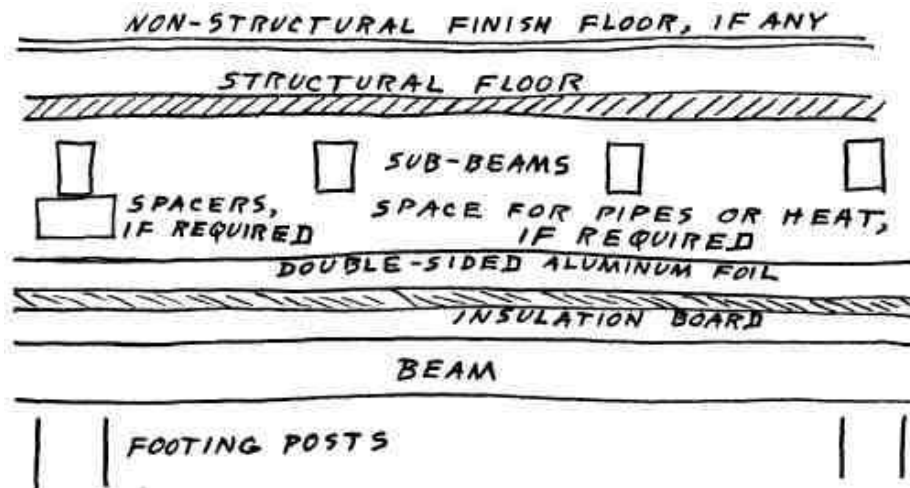 NON-STRUCTURAL FINISH FLOOR, IF ANY
STRUCTURAL FLOOR
SUB-BEAMS
SPACERS,
IF REQUIRED
SPACE FOR PIPES OR HEAT,
IF REQUIRED
DOUBLE-SIDED ALUMINUM FOIL
INSULATION BOARD
BEAM
FOOTING POSTS